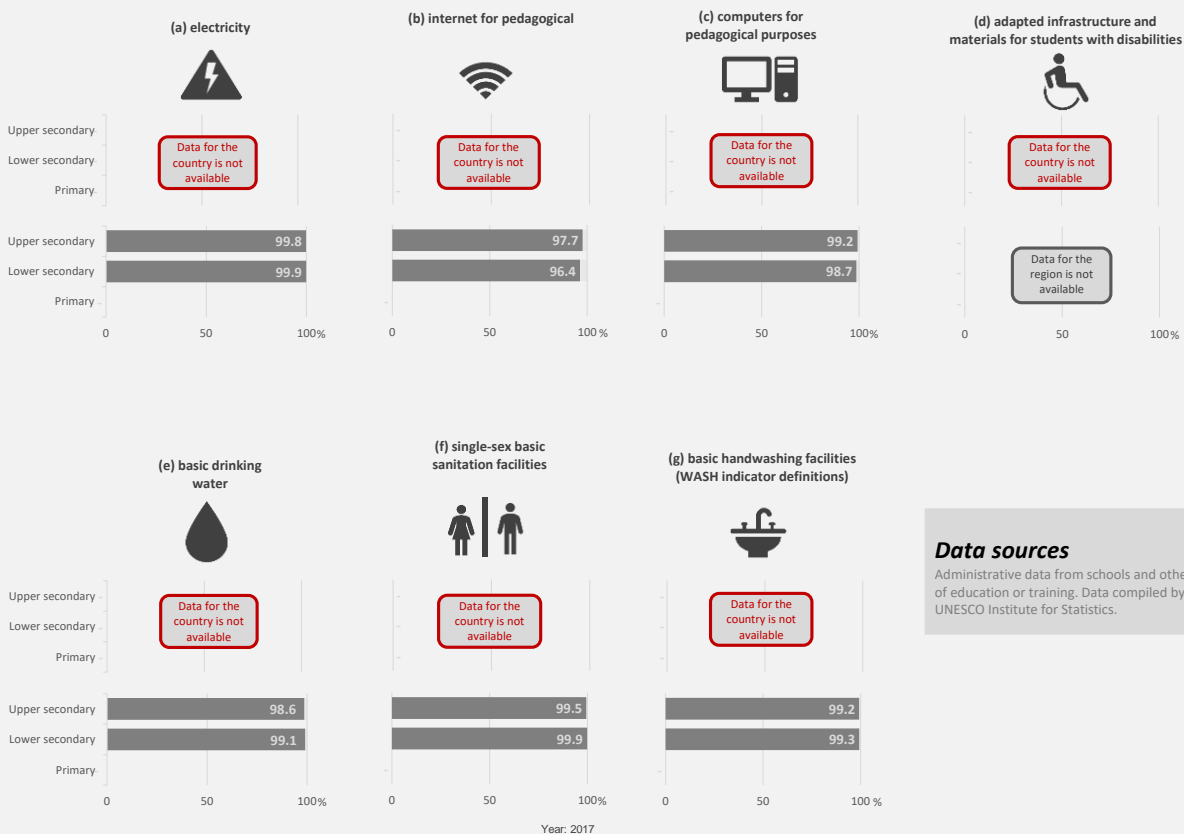 (a) electricity
(b) internet for pedagogical
(c) computers for
pedagogical purposes
(d) adapted infrastructure and
materials for students with disabilities
Upper secondary
Lower secondary
Primary
Data for the
country is not
available
Data for the
country is not
available
Data for the
country is not
available
Data for the
country is not
available
Upper secondary
Lower secondary
Primary
99.8
99.9
97.7
96.4
99.2
98.7
Data for the
region is not
available
0 50 100%
0 50 100%
0 50 100%
0 50 100%
(e) basic drinking
water
(f) single-sex basic
sanitation facilities
(g) basic handwashing facilities
(WASH indicator definitions)
Upper secondary
Lower secondary
Primary
Data for the
country is not
available
Data for the
country is not
available
Data for the
country is not
available
Upper secondary
Lower secondary
Primary
98.6
99.1
99.5
99.9
99.2
99.3
0 50 100%
0 50 100%
0 50 100 %
Year: 2017
Data sources
Administrative data from schools and othe
of education or training. Data compiled by
UNESCO Institute for Statistics.